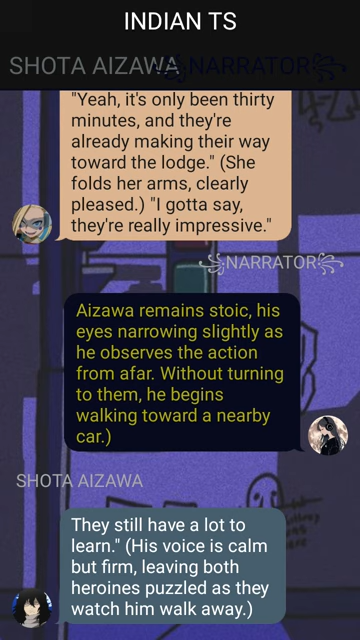 INDIAN TS
SHOTA AIZAWA
꧁NARRATOR꧂
"Yeah, it's only been thirty
minutes, and they're
already making their way
toward the lodge." (She
folds her arms, clearly
pleased.) "I gotta say,
they're really impressive."
꧁NARRATOR꧂
Aizawa remains stoic, his
eyes narrowing slightly as
he observes the action
from afar. Without turning
to them, he begins
walking toward a nearby
car.)
SHOTA AIZAWA
They still have a lot to
learn." (His voice is calm
but firm, leaving both
heroines puzzled as they
watch him walk away.)